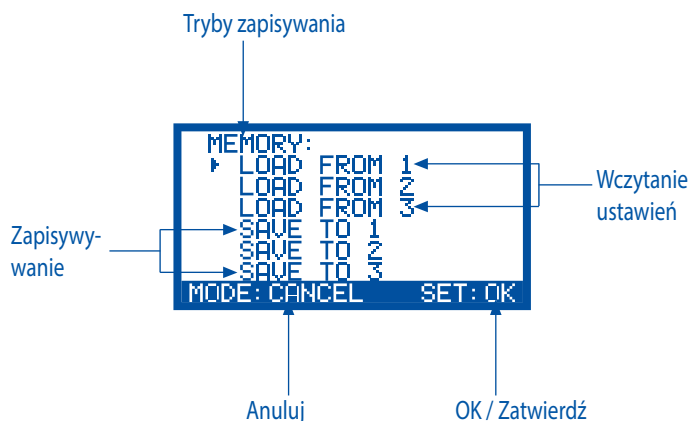 Tryby zapisywania
MEMORY:
LOAD FROM 1
LOAD FROM 2
LOAD FROM 3
SAVE TO 1
SAVE TO 2
SAVE TO 3
MODE: CANCEL SET: OK
Wczytanie
ustawień
Zapisywy-
wanie
Anuluj
OK / Zatwierdź